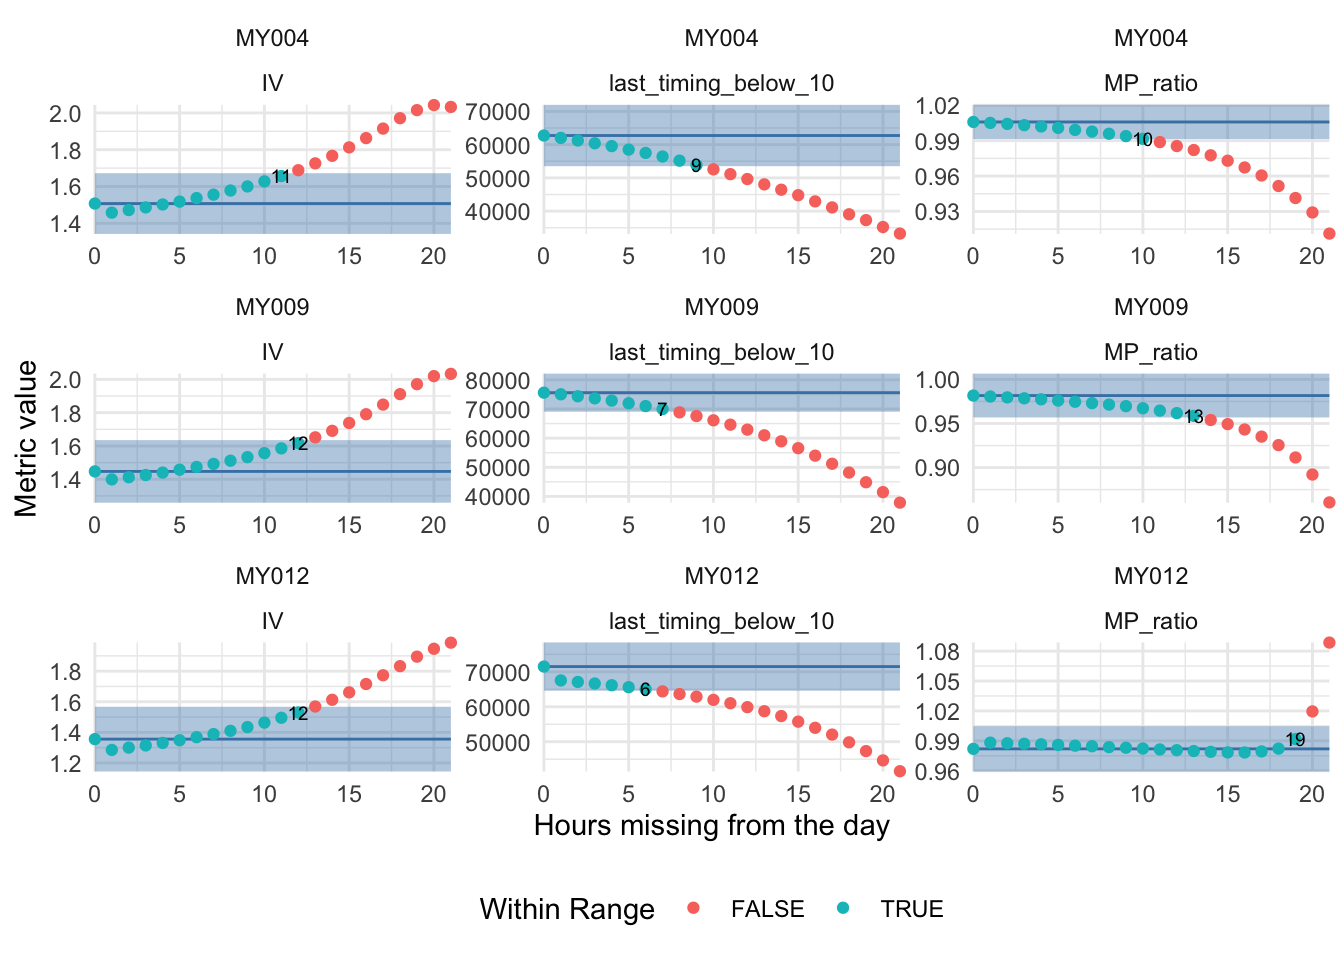 MY004 MY004 MY004
IV last_timing_below_10 MP_ratio
2.0
1.8
1.6
1.4
11
0 5 10 15 20
70000
60000
50000
40000
9
0 5 10 15 20
1.02
0.99
0.96
0.93
10
0 5 10 15 20
MY009 MY009 MY009
IV last_timing_below_10 MP_ratio
2.0
1.8
1.6
1.4
12
0 5 10 15 20
80000
70000
60000
50000
40000
7
0 5 10 15 20
1.00
0.95
0.90
13
0 5 10 15 20
Metric value
MY012 MY012 MY012
IV last_timing_below_10 MP_ratio
1.8
1.6
1.4
1.2
12
0 5 10 15 20
70000
60000
50000
6
0 5 10 15 20
1.08
1.05
1.02
0.99
0.96
19
0 5 10 15 20
Hours missing from the day
Within Range FALSE TRUE